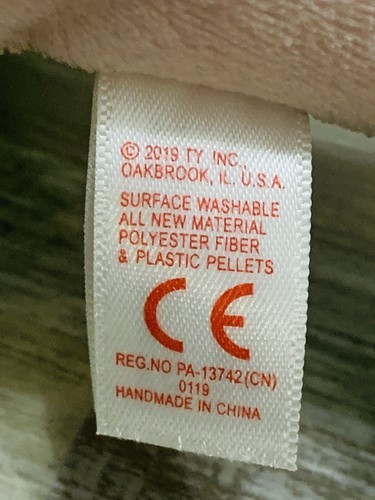 © 2019 TY INC.,
OAKBROOK, IL. U.S.A.
SURFACE WASHABLE
ALL NEW MATERIAL
POLYESTER FIBER
& PLASTIC PELLETS
CE
REG.NO PA-13742(CN)
0119
HANDMADE IN CHINA